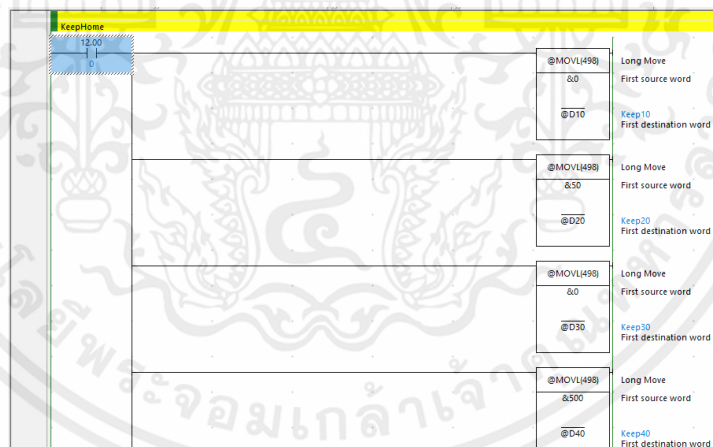 KeepHome
12.00
0
@MOVL(498) Long Move
&0 First source word
@D10 Keep10
First destination word
@MOVL(498) Long Move
&50 First source word
@D20 Keep20
First destination word
@MOVL(498) Long Move
&0 First source word
@D30 Keep30
First destination word
@MOVL(498) Long Move
&500 First source word
@D40 Keep40
First destination word